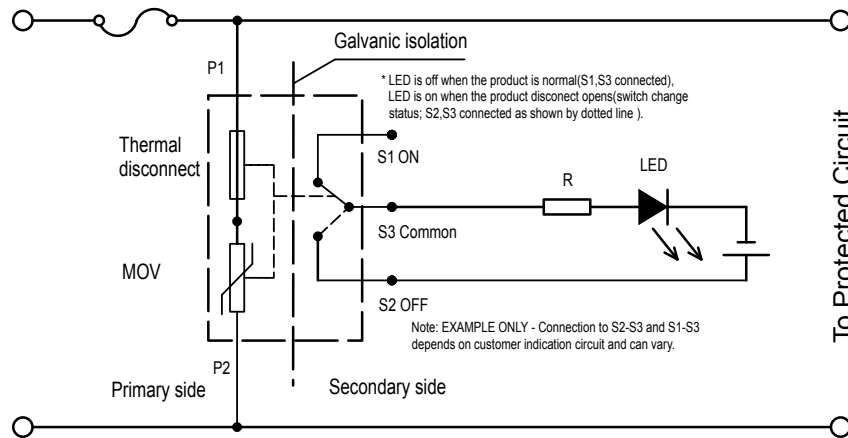 Galvanic isolation
P1
* LED is off when the product is normal(S1,S3 connected),
LED is on when the product disconect opens(switch change
status; S2,S3 connected as shown by dotted line ).
Thermal
disconnect
S1 ON
R
LED
S3 Common
MOV
S2 OFF
Note: EXAMPLE ONLY - Connection to S2-S3 and S1-S3
depends on customer indication circuit and can vary.
P2
Primary side
Secondary side
To Protected Circuit